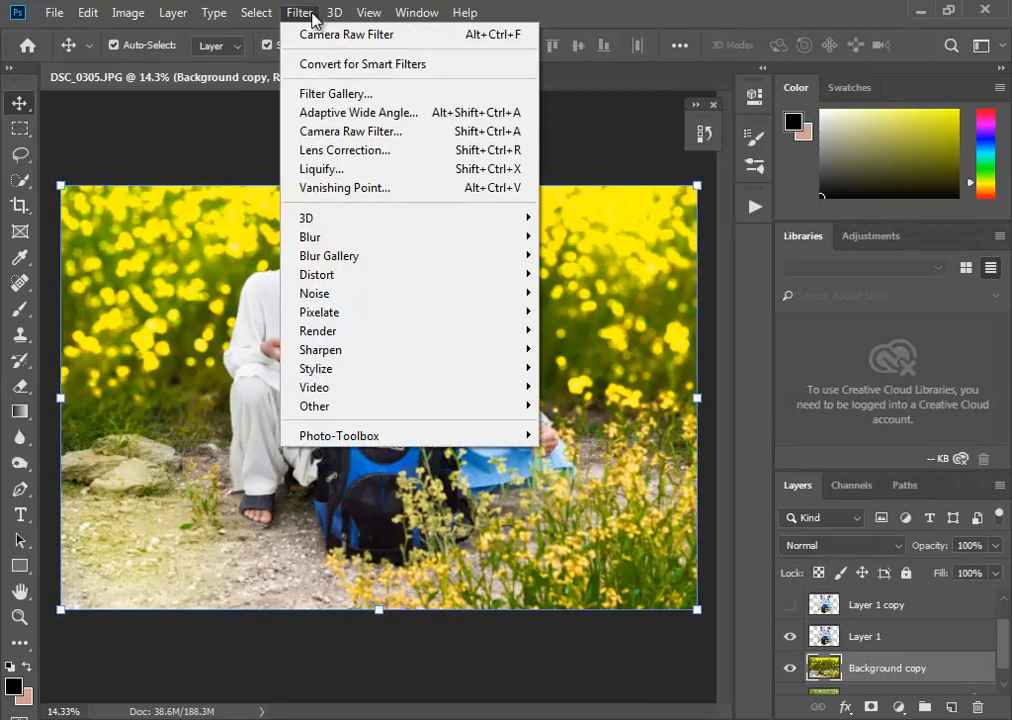 Ps File Edit Image Layer Type Select Filter 3D View Window Help
Auto-Select: Layer
3D Mode:
DSC_0305.JPG @ 14.3% (Background copy, R
Camera Raw Filter Alt+Ctrl+F
Convert for Smart Filters
Filter Gallery...
Adaptive Wide Angle... Alt+Shift+Ctrl+A
Camera Raw Filter... Shift+Ctrl+A
Lens Correction... Shift+Ctrl+R
Liquify... Shift+Ctrl+X
Vanishing Point... Alt+Ctrl+V
3D
Blur
Blur Gallery
Distort
Noise
Pixelate
Render
Sharpen
Stylize
Video
Other
Photo-Toolbox
Color Swatches
Libraries Adjustments
To use Creative Cloud Libraries, you
need to be logged into a Creative Cloud
account.
-- KB
Layers Channels Paths
Kind
Normal Opacity: 100%
Lock: Fill: 100%
Layer 1 copy
Layer 1
Background copy
14.33% Doc: 38.6M/188.3M